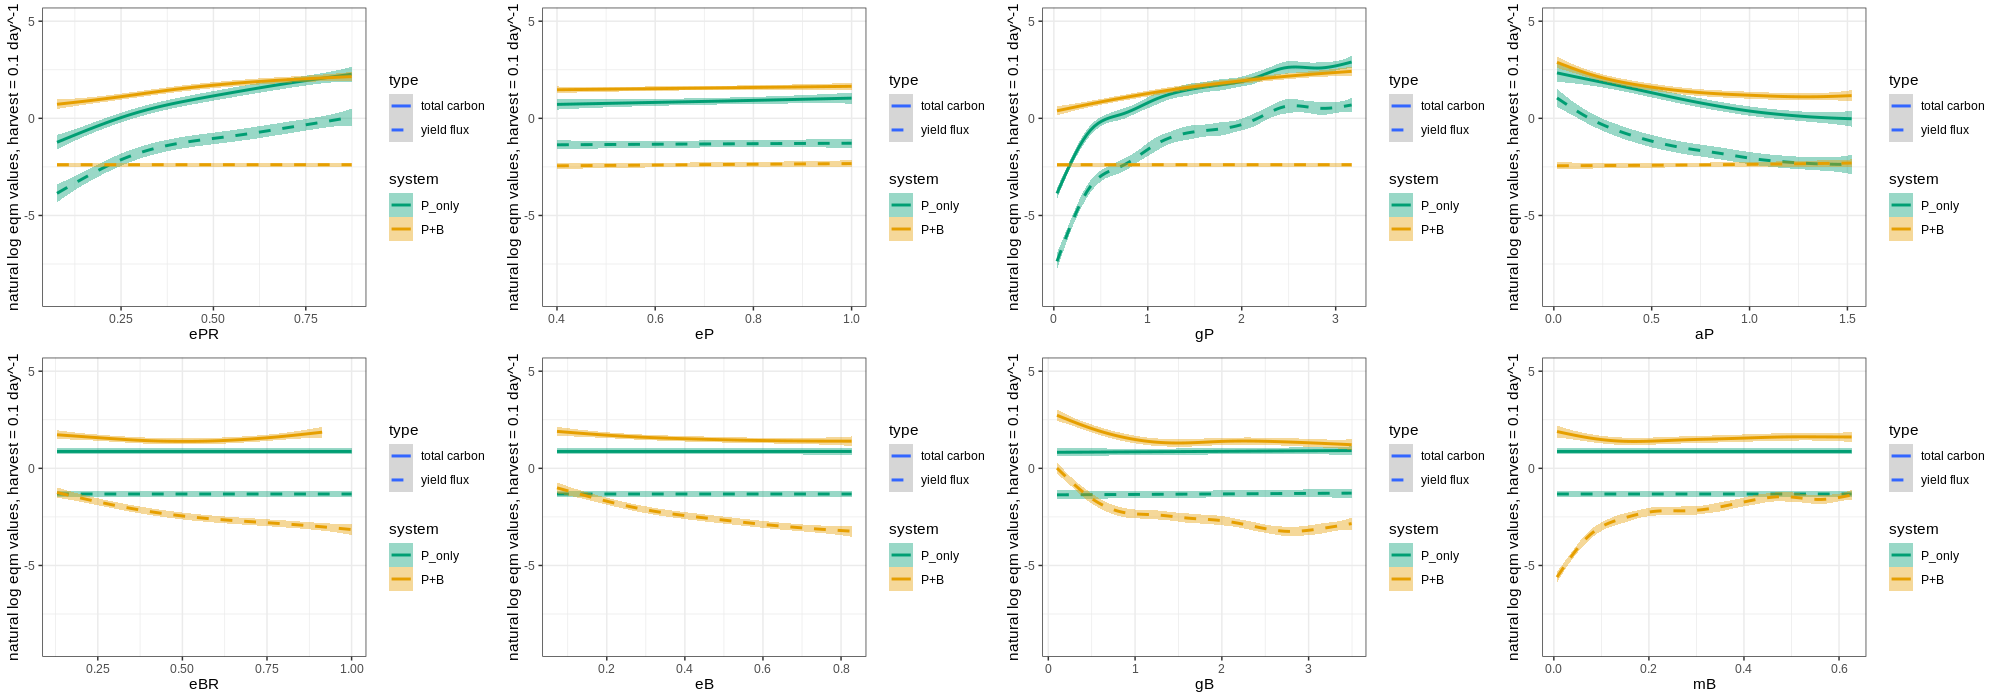 natural log eqm values, harvest = 0.1 day^-1
5
0
-5
0.25 0.50 0.75
ePR
type
total carbon
yield flux
system
P_only
P+B
natural log eqm values, harvest = 0.1 day^-1
5
0
-5
0.4 0.6 0.8 1.0
eP
type
total carbon
yield flux
system
P_only
P+B
natural log eqm values, harvest = 0.1 day^-1
5
0
-5
0 1 2 3
gP
type
total carbon
yield flux
system
P_only
P+B
natural log eqm values, harvest = 0.1 day^-1
5
0
-5
0.0 0.5 1.0 1.5
aP
type
total carbon
yield flux
system
P_only
P+B
natural log eqm values, harvest = 0.1 day^-1
5
0
-5
0.25 0.50 0.75 1.00
eBR
type
total carbon
yield flux
system
P_only
P+B
natural log eqm values, harvest = 0.1 day^-1
5
0
-5
0.2 0.4 0.6 0.8
eB
type
total carbon
yield flux
system
P_only
P+B
natural log eqm values, harvest = 0.1 day^-1
5
0
-5
0 1 2 3
gB
type
total carbon
yield flux
system
P_only
P+B
natural log eqm values, harvest = 0.1 day^-1
5
0
-5
0.0 0.2 0.4 0.6
mB
type
total carbon
yield flux
system
P_only
P+B